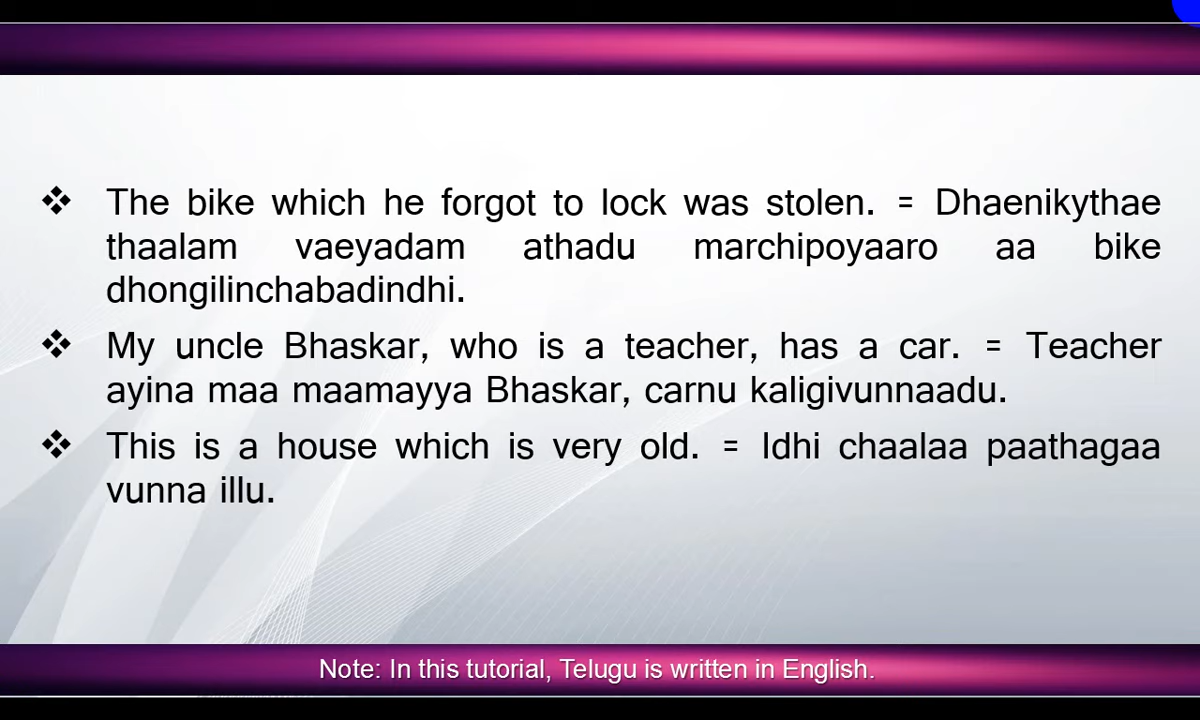 The bike which he forgot to lock was stolen. = Dhaenikythae
thaalam vaeyadam athadu marchipoyaaro aa bike
dhongilinchabadindhi.
My uncle Bhaskar, who is a teacher, has a car. = Teacher
ayina maa maamayya Bhaskar, carnu kaligivunnaadu.
This is a house which is very old. = Idhi chaalaa paathagaa
vunna illu.
Note: In this tutorial, Telugu is written in English.